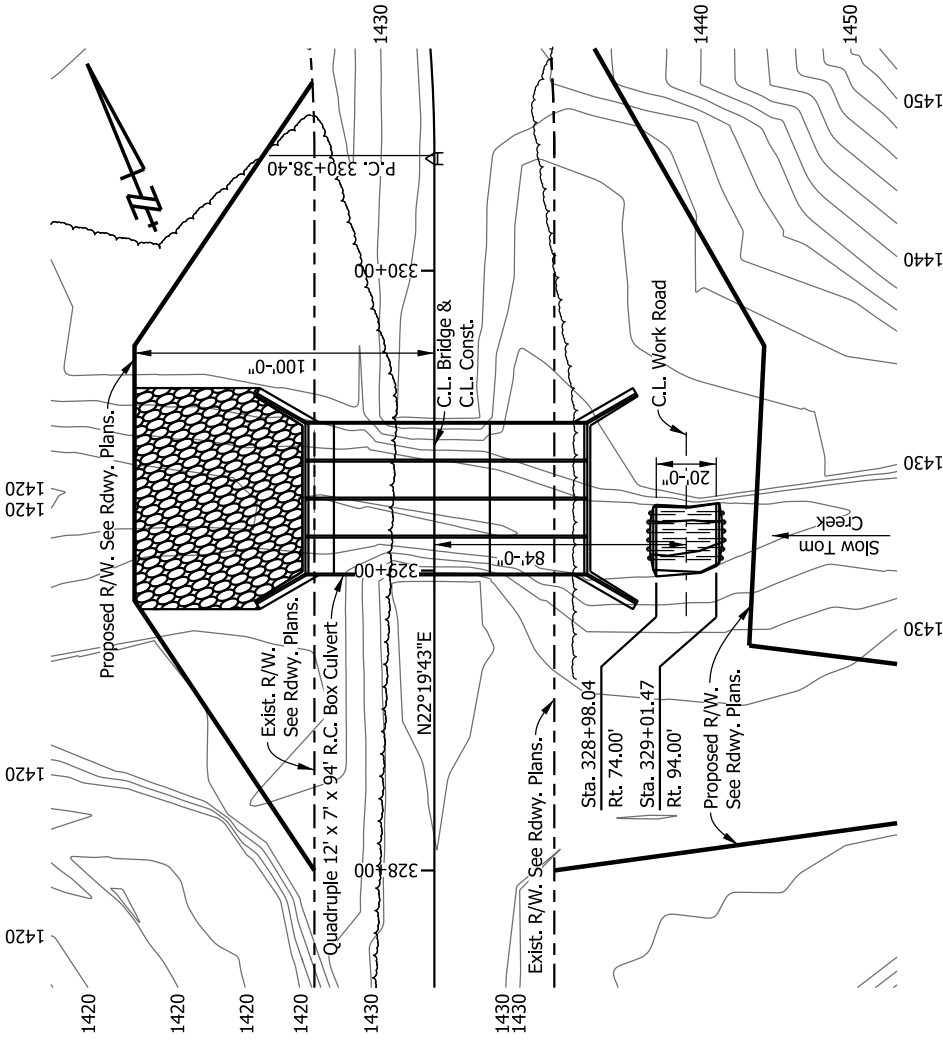 1430
1440
1450
1450
1440
1430
1430
1420
1420
1420
1420
1420
1420
1420
1430
1430
1430
P.C. 330+38.40
330+00
329+00
328+00
Proposed R/W. See Rdwy. Plans.
100'-0"
C.L. Bridge &
C.L. Const.
C.L. Work Road
20'-0"
84'-0"
Slow Tom
Creek
Exist. R/W.
See Rdwy. Plans.
Quadruple 12' x 7' x 94' R.C. Box Culvert
N22°19'43"E
Exist. R/W. See Rdwy. Plans.
Sta. 328+98.04
Rt. 74.00'
Sta. 329+01.47
Rt. 94.00'
Proposed R/W.
See Rdwy. Plans.